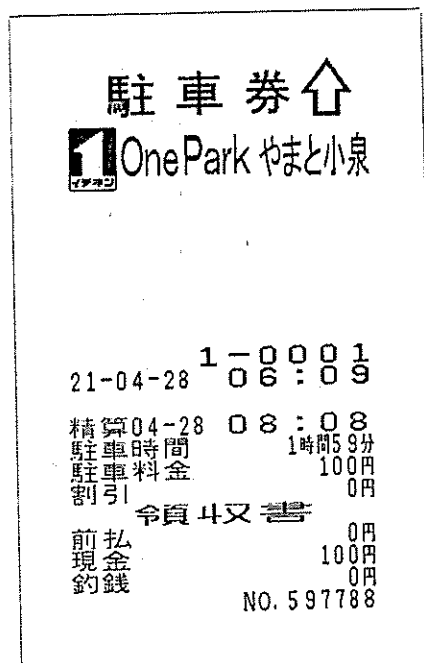 駐車券⇧
1 イチネン OnePark やまと小泉
1-0001
21-04-28 06:09
精算04-28 08:08
駐車時間 1時間59分
駐車料金 100円
割引 0円
領収書
前払 0円
現金 100円
釣銭 0円
NO.597788